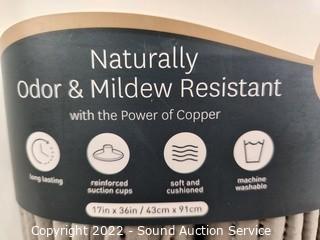 Naturally
Odor & Mildew Resistant
with the Power of Copper
long lasting
reinforced
suction cups
soft and
cushioned
machine
washable
17in x 36in / 43cm x 91cm
Copyright 2022 - Sound Auction Service